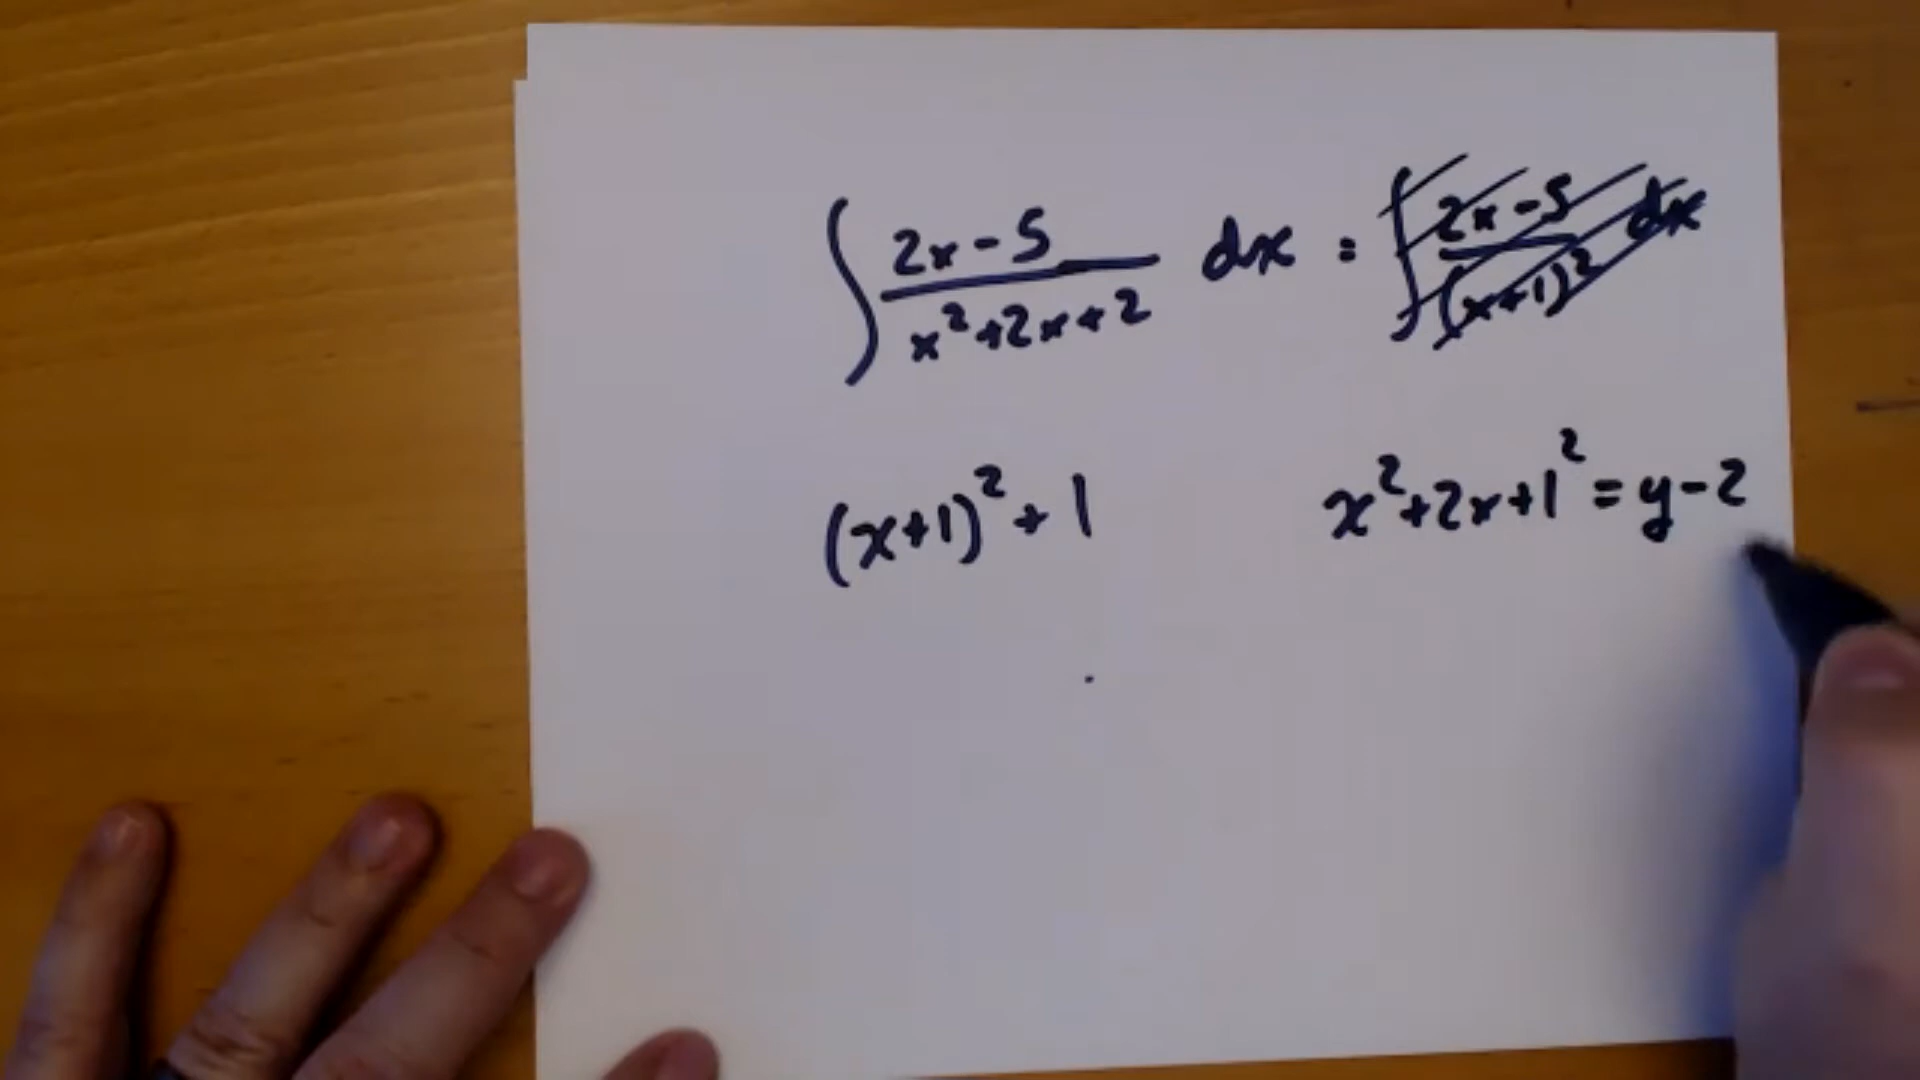 ∫ (2x-5)/(x²+2x+2) dx = ∫ (2x-5)/(x+1)² dx
(x+1)²+1 x²+2x+1²=y-2